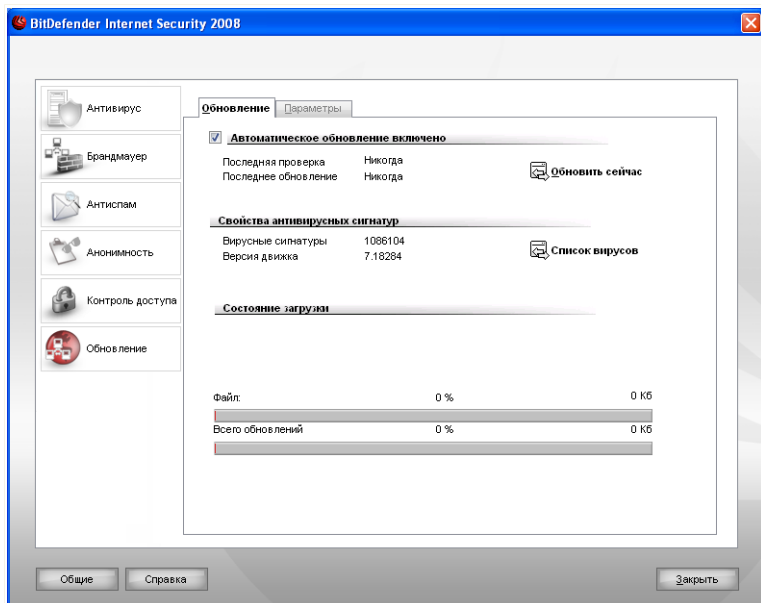 BitDefender Internet Security 2008
Антивирус
Брандмауер
Антиспам
Анонимность
Контроль доступа
Обновление
Обновление Параметры
Автоматическое обновление включено
Последняя проверка Никогда
Последнее обновление Никогда
Обновить сейчас
Свойства антивирусных сигнатур
Вирусные сигнатуры 1086104
Версия движка 7.18284
Список вирусов
Состояние загрузки
Файл: 0 % 0 Кб
Всего обновлений 0 % 0 Кб
Общие Справка Закрыть